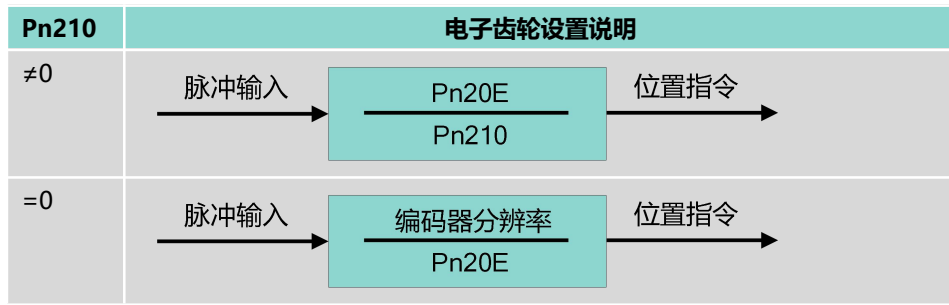 Pn210 电子齿轮设置说明
≠0
脉冲输入 Pn20E 位置指令
Pn210
=0
脉冲输入 编码器分辨率 位置指令
Pn20E